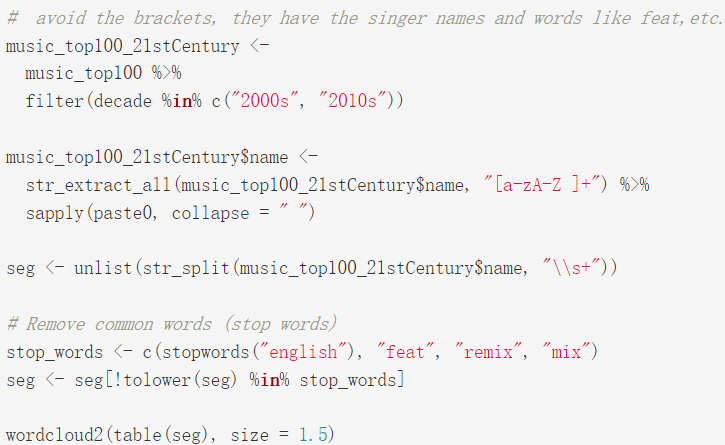 # avoid the brackets, they have the singer names and words like feat,etc.
music_top100_21stCentury <-
music_top100 %>%
filter(decade %in% c("2000s", "2010s"))
music_top100_21stCentury$name <-
str_extract_all(music_top100_21stCentury$name, "[a-zA-Z ]+") %>%
sapply(paste0, collapse = " ")
seg <- unlist(str_split(music_top100_21stCentury$name, "\\s+"))
# Remove common words (stop words)
stop_words <- c(stopwords("english"), "feat", "remix", "mix")
seg <- seg[!tolower(seg) %in% stop_words]
wordcloud2(table(seg), size = 1.5)